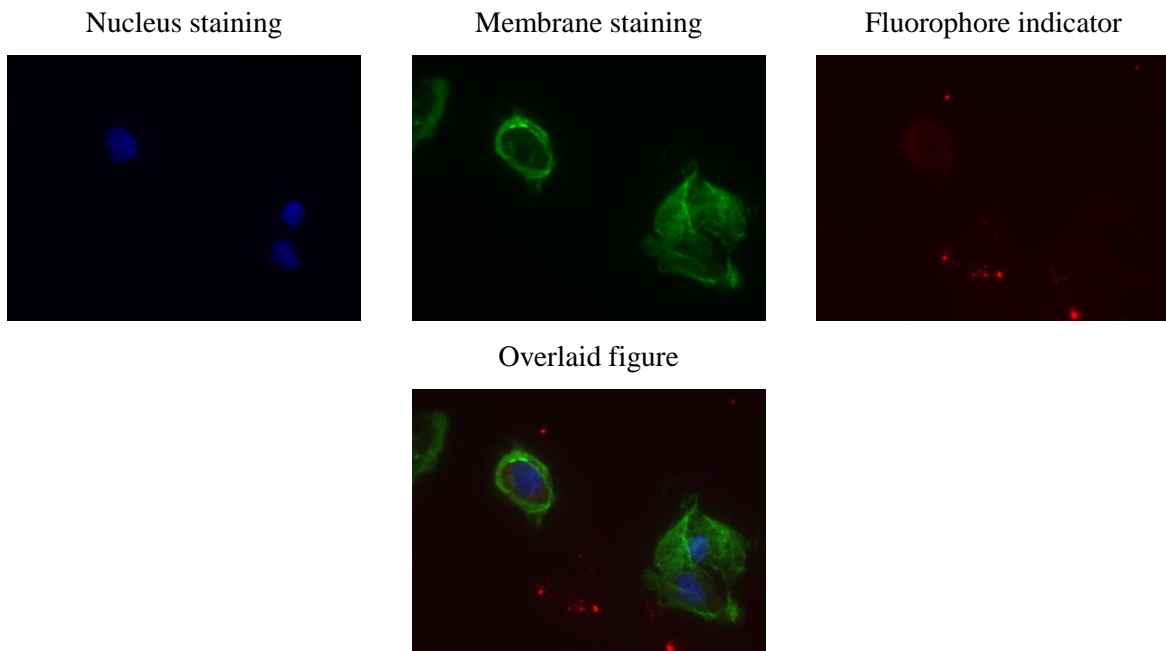 Nucleus staining
Membrane staining
Fluorophore indicator
Overlaid figure